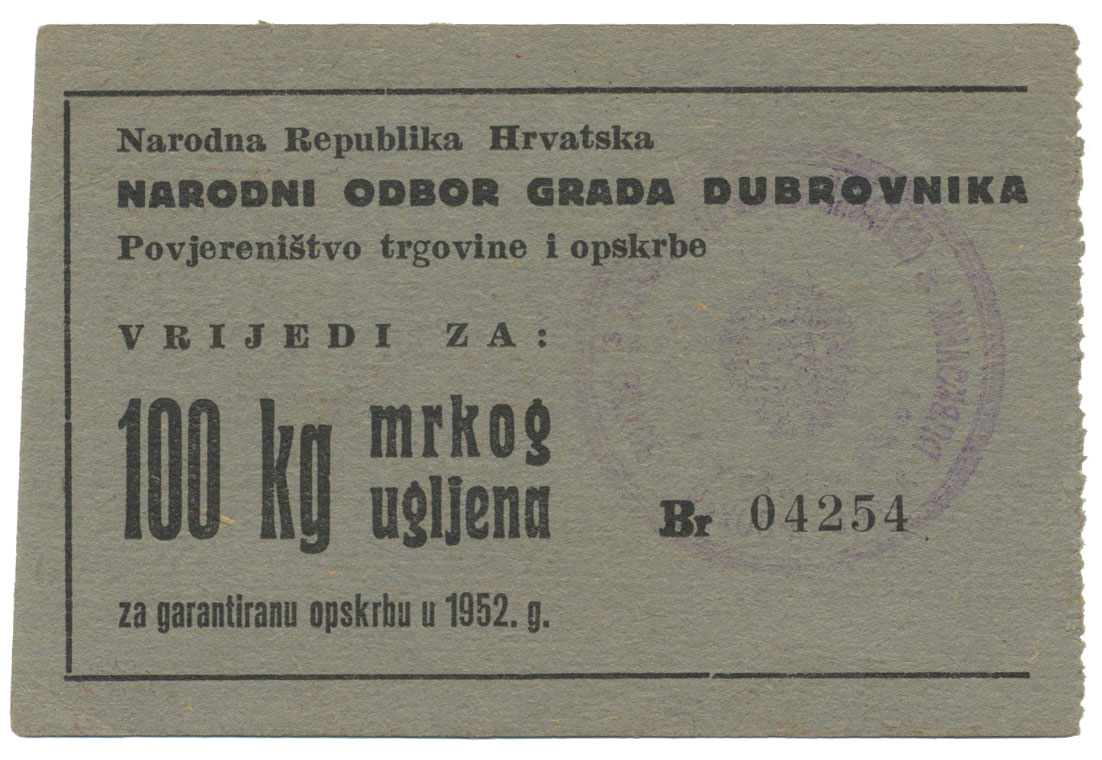 Narodna Republika Hrvatska
NARODNI ODBOR GRADA DUBROVNIKA
Povjereništvo trgovine i opskrbe
VRIJEDI ZA:
100 kg mrkog ugljena
Br 04254
za garantiranu opskrbu u 1952. g.